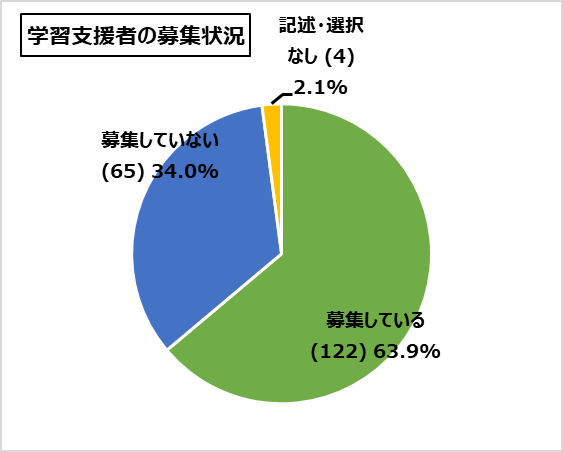 学習支援者の募集状況
記述・選択
なし (4)
2.1%
募集していない
(65) 34.0%
募集している
(122) 63.9%